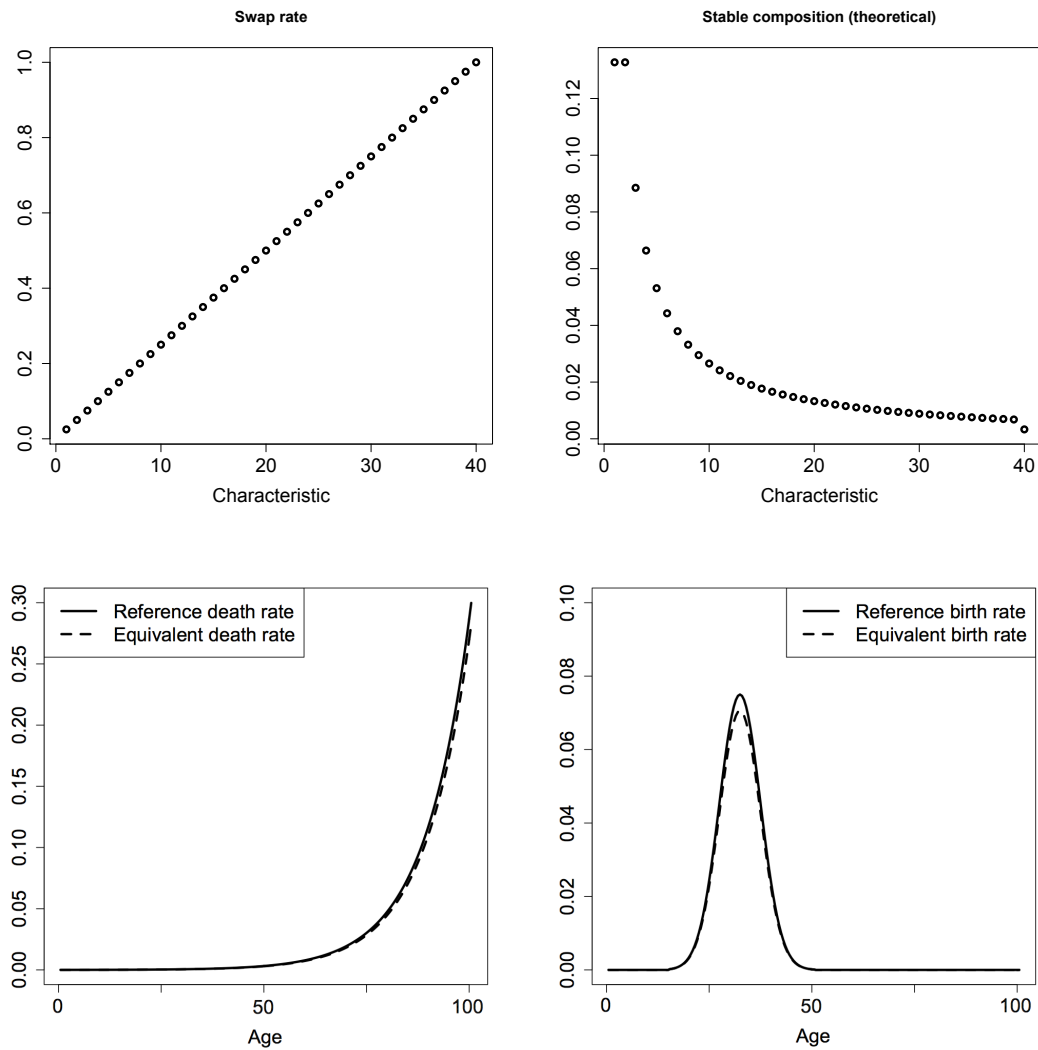 Swap rate
1.0
0.8
0.6
0.4
0.2
0.0
0 10 20 30 40
Characteristic
Stable composition (theoretical)
0.12
0.10
0.08
0.06
0.04
0.02
0.00
0 10 20 30 40
Characteristic
Reference death rate
Equivalent death rate
0.30
0.25
0.20
0.15
0.10
0.05
0.00
0 50 100
Age
Reference birth rate
Equivalent birth rate
0.10
0.08
0.06
0.04
0.02
0.00
0 50 100
Age